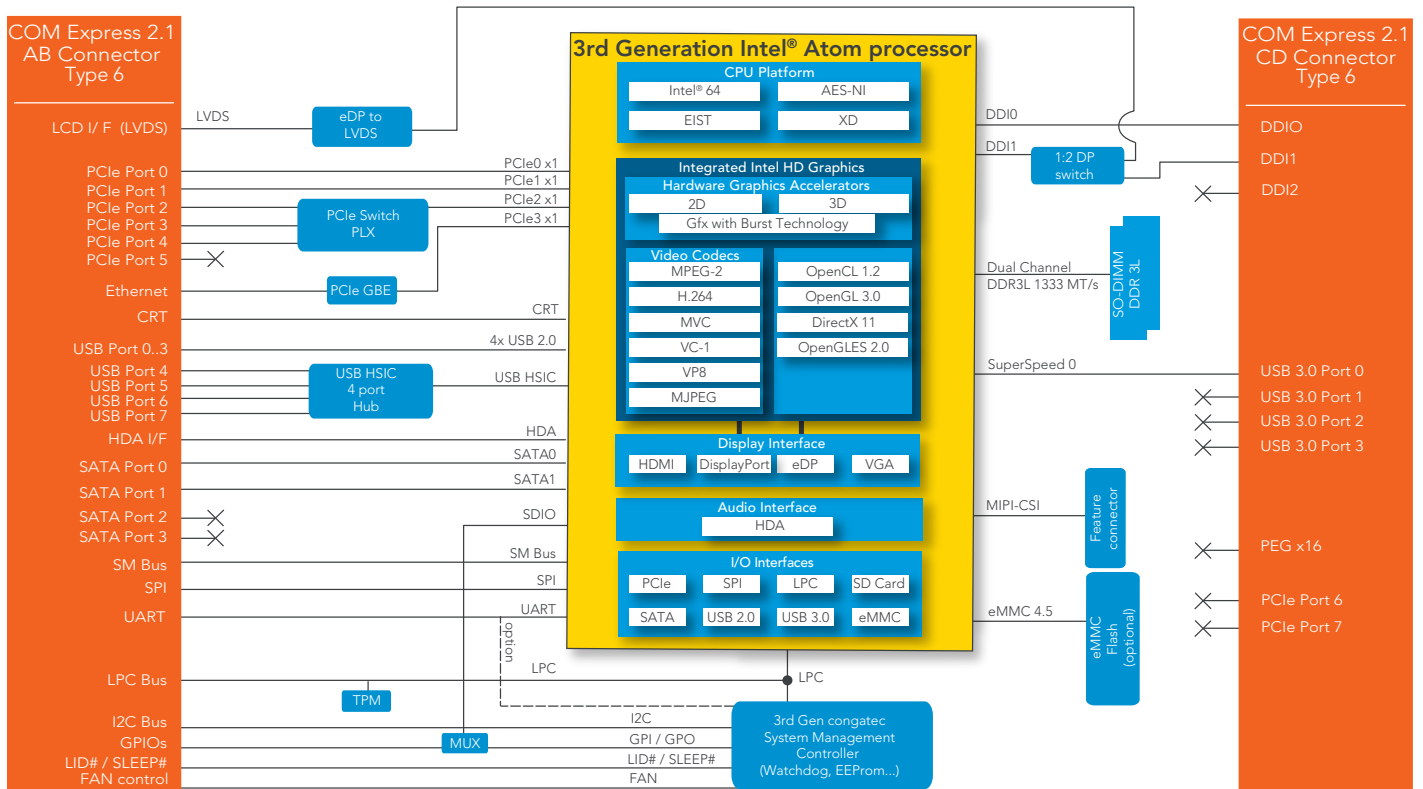 COM Express 2.1
AB Connector
Type 6
LCD I/ F (LVDS)
PCIe Port 0
PCIe Port 1
PCIe Port 2
PCIe Port 3
PCIe Port 4
PCIe Port 5
Ethernet
CRT
USB Port 0..3
USB Port 4
USB Port 5
USB Port 6
USB Port 7
HDA I/F
SATA Port 0
SATA Port 1
SATA Port 2
SATA Port 3
SM Bus
SPI
UART
LPC Bus
I2C Bus
GPIOs
LID# / SLEEP#
FAN control
LVDS
eDP to
LVDS
PCIe Switch
PLX
PCIe GBE
USB HSIC
4 port
Hub
TPM
MUX
PCIe0 x1
PCIe1 x1
PCIe2 x1
PCIe3 x1
CRT
4x USB 2.0
USB HSIC
HDA
SATA0
SATA1
SDIO
SM Bus
SPI
UART
option
LPC
I2C
GPI / GPO
LID# / SLEEP#
FAN
3rd Generation Intel® Atom processor
CPU Platform
Intel® 64
AES-NI
EIST
XD
Integrated Intel HD Graphics
Hardware Graphics Accelerators
2D
3D
Gfx with Burst Technology
Video Codecs
MPEG-2
H.264
MVC
VC-1
VP8
MJPEG
OpenCL 1.2
OpenGL 3.0
DirectX 11
OpenGLES 2.0
Display Interface
HDMI
DisplayPort
eDP
VGA
Audio Interface
HDA
I/O Interfaces
PCIe
SPI
LPC
SD Card
SATA
USB 2.0
USB 3.0
eMMC
LPC
3rd Gen congatec
System Management
Controller
(Watchdog, EEProm...)
DDI0
DDI1
1:2 DP
switch
Dual Channel
DDR3L 1333 MT/s
SO-DIMM
DDR 3L
SuperSpeed 0
MIPI-CSI
Feature
connector
eMMC 4.5
eMMC
Flash
(optional)
COM Express 2.1
CD Connector
Type 6
DDIO
DDI1
DDI2
USB 3.0 Port 0
USB 3.0 Port 1
USB 3.0 Port 2
USB 3.0 Port 3
PEG x16
PCIe Port 6
PCIe Port 7